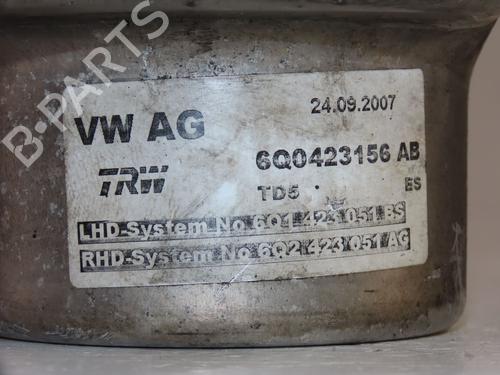 B-PARTS
24.09.2007
VW AG
6Q0423156 AB
TRW
TD5 ES
LHD-System No 6Q1 423 051 BS
RHD-System No 6Q2 423 051 AG